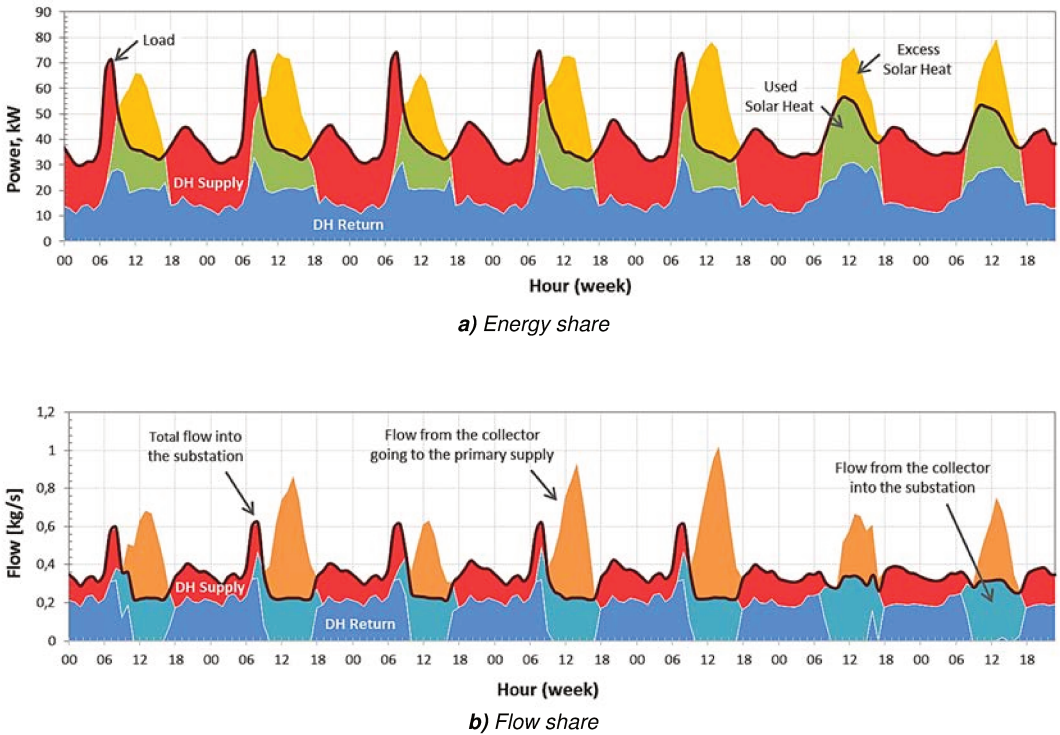 90
80
70
60
50
40
30
20
10
0
Power, kW
Load
Excess
Solar Heat
Used
Solar Heat
DH Supply
DH Return
00 06 12 18 00 06 12 18 00 06 12 18 00 06 12 18 00 06 12 18 00 06 12 18 00 06 12 18
Hour (week)
a) Energy share
1,2
1
0,8
0,6
0,4
0,2
0
Flow [kg/s]
Total flow into
the substation
Flow from the collector
going to the primary supply
Flow from the collector
into the substation
DH Supply
DH Return
00 06 12 18 00 06 12 18 00 06 12 18 00 06 12 18 00 06 12 18 00 06 12 18 00 06 12 18
Hour (week)
b) Flow share